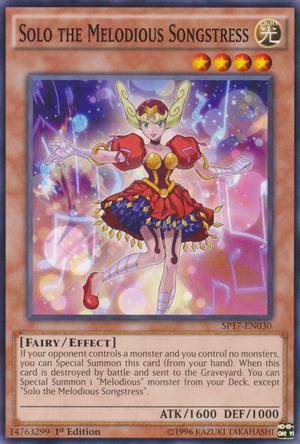 Solo the Melodious Songstress
光
SP17-EN030
[Fairy/Effect]
If your opponent controls a monster and you control no monsters,
you can Special Summon this card (from your hand). When this
card is destroyed by battle and sent to the Graveyard: You can
Special Summon 1 "Melodious" monster from your Deck, except
"Solo the Melodious Songstress".
ATK/1600 DEF/1000
14763299 1st Edition ©1996 KAZUKI TAKAHASHI